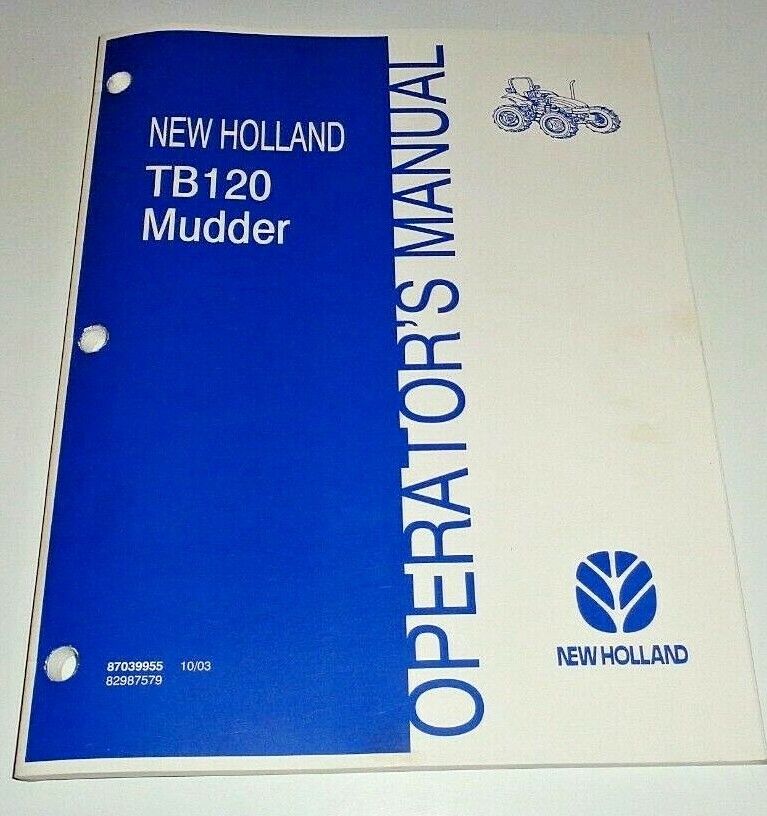 NEW HOLLAND
TB120
Mudder
OPERATOR'S MANUAL
87039955 10/03
82987579
NEW HOLLAND